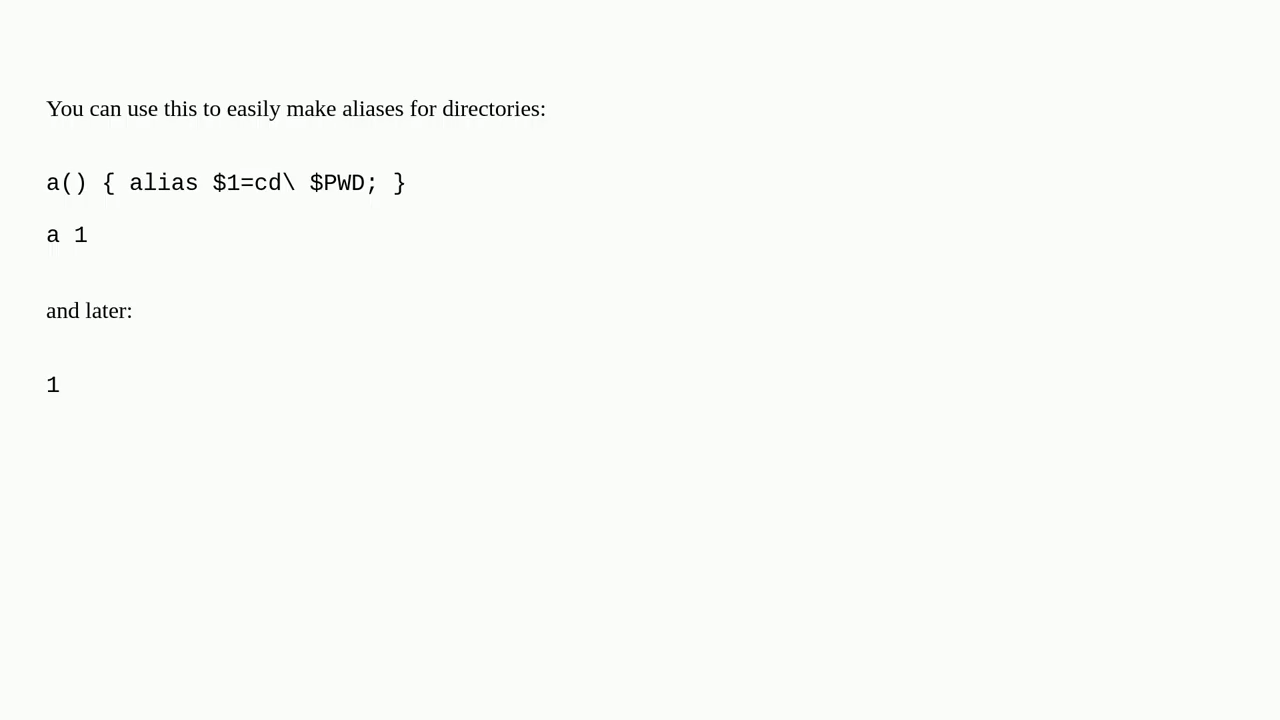 You can use this to easily make aliases for directories:
a() { alias $1=cd\ $PWD; }
a 1
and later:
1